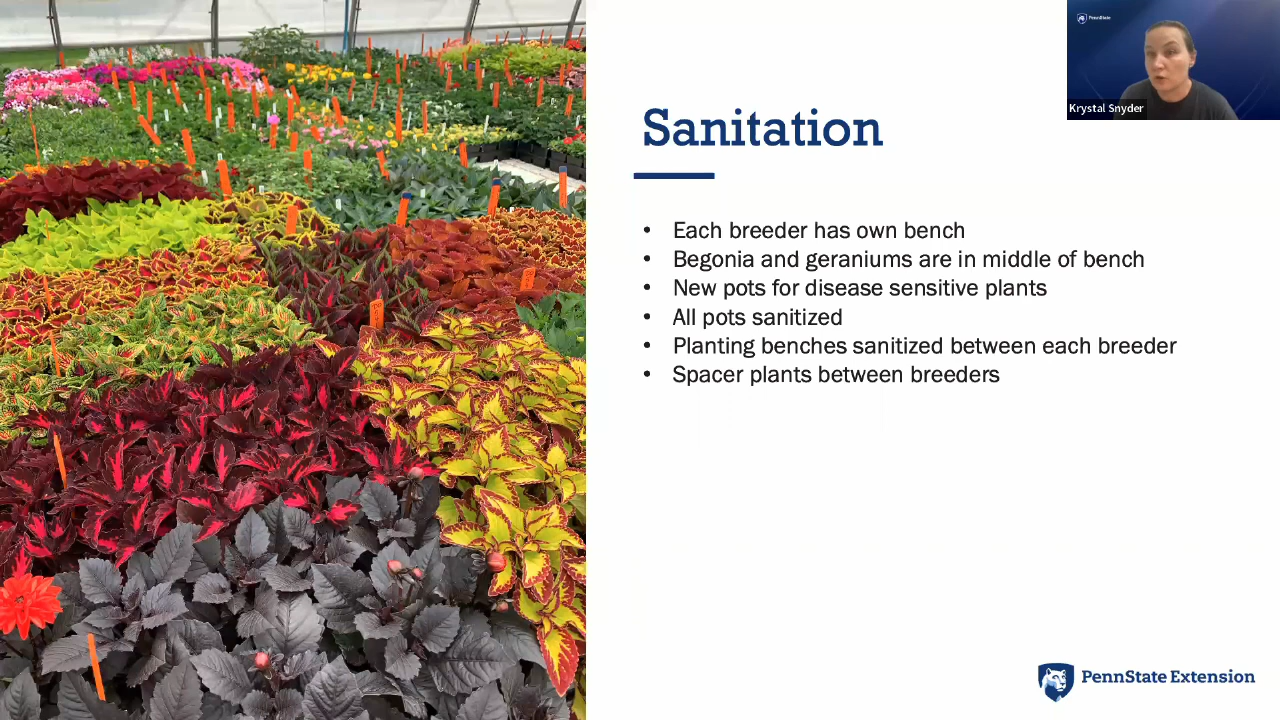 PennState
Krystal Snyder
Sanitation
• Each breeder has own bench
• Begonia and geraniums are in middle of bench
• New pots for disease sensitive plants
• All pots sanitized
• Planting benches sanitized between each breeder
• Spacer plants between breeders
PennState Extension